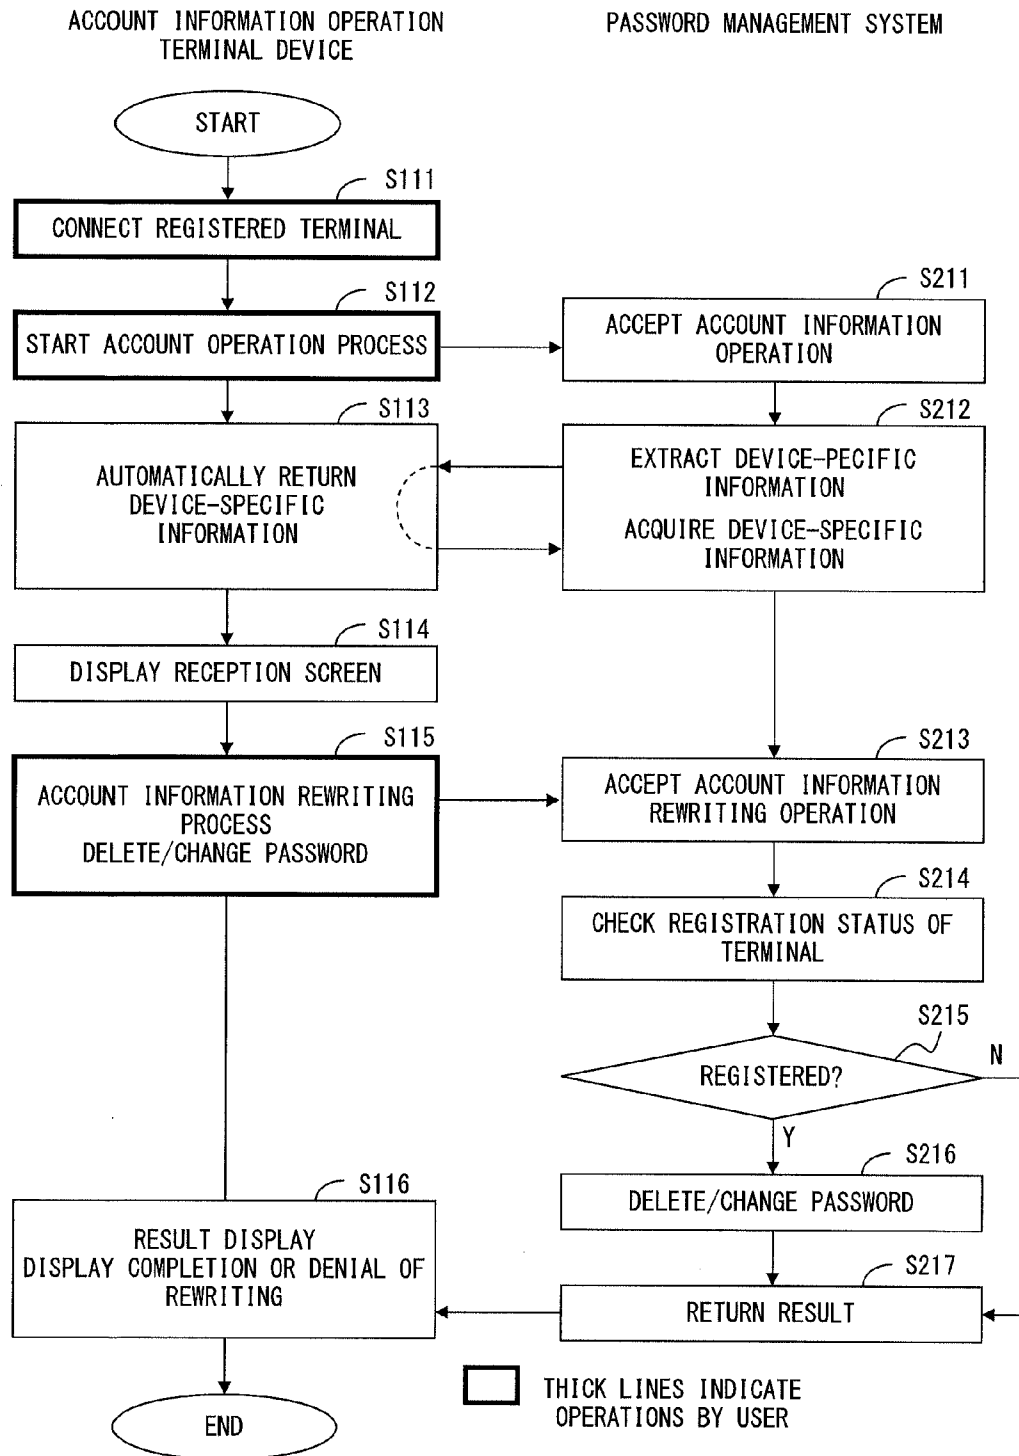 ACCOUNT INFORMATION OPERATION
TERMINAL DEVICE
PASSWORD MANAGEMENT SYSTEM
START
S111
CONNECT REGISTERED TERMINAL
S112
START ACCOUNT OPERATION PROCESS
S211
ACCEPT ACCOUNT INFORMATION
OPERATION
S113
AUTOMATICALLY RETURN
DEVICE-SPECIFIC
INFORMATION
S212
EXTRACT DEVICE-PECIFIC
INFORMATION
ACQUIRE DEVICE-SPECIFIC
INFORMATION
S114
DISPLAY RECEPTION SCREEN
S115
ACCOUNT INFORMATION REWRITING
PROCESS
DELETE/CHANGE PASSWORD
S213
ACCEPT ACCOUNT INFORMATION
REWRITING OPERATION
S214
CHECK REGISTRATION STATUS OF
TERMINAL
S215
REGISTERED?
N
Y
S216
DELETE/CHANGE PASSWORD
S116
RESULT DISPLAY
DISPLAY COMPLETION OR DENIAL OF
REWRITING
S217
RETURN RESULT
END
THICK LINES INDICATE
OPERATIONS BY USER